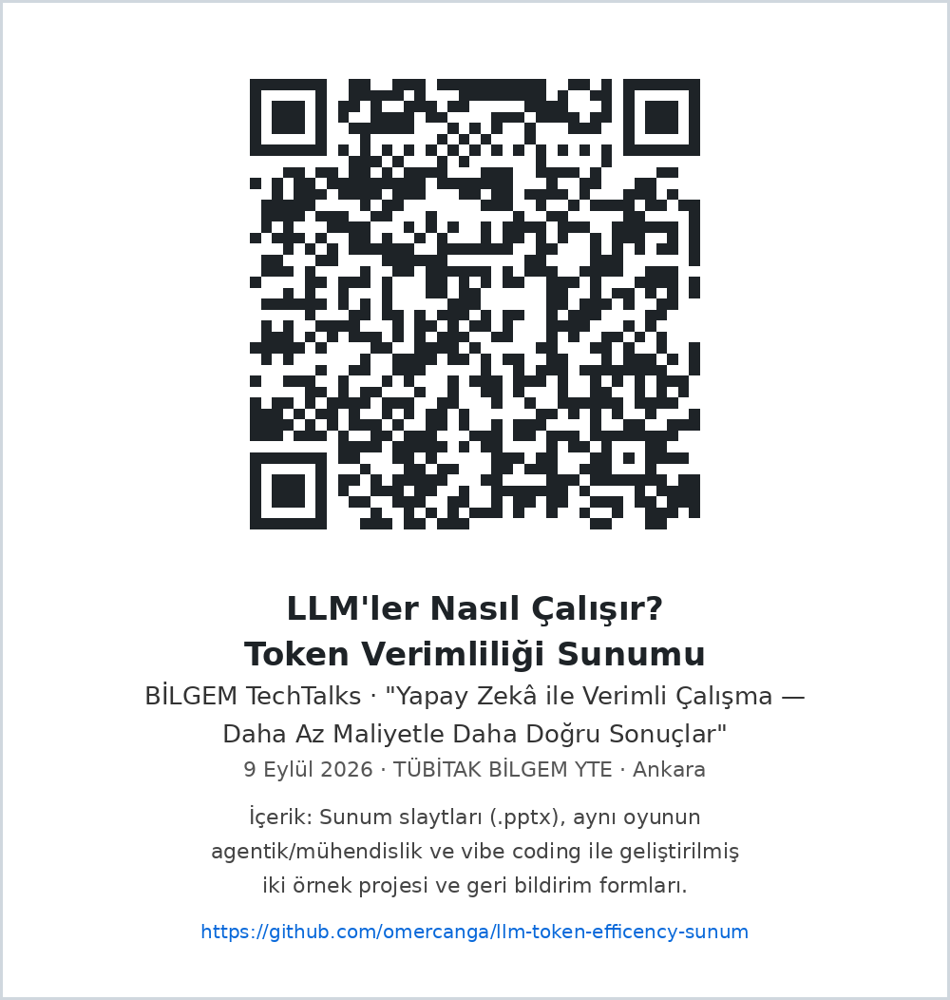 LLM'ler Nasıl Çalışır?
Token Verimliliği Sunumu
BİLGEM TechTalks · "Yapay Zekâ ile Verimli Çalışma —
Daha Az Maliyetle Daha Doğru Sonuçlar"
9 Eylül 2026 · TÜBİTAK BİLGEM YTE · Ankara
İçerik: Sunum slaytları (.pptx), aynı oyunun
agentik/mühendislik ve vibe coding ile geliştirilmiş
iki örnek projesi ve geri bildirim formları.
https://github.com/omercanga/llm-token-efficency-sunum